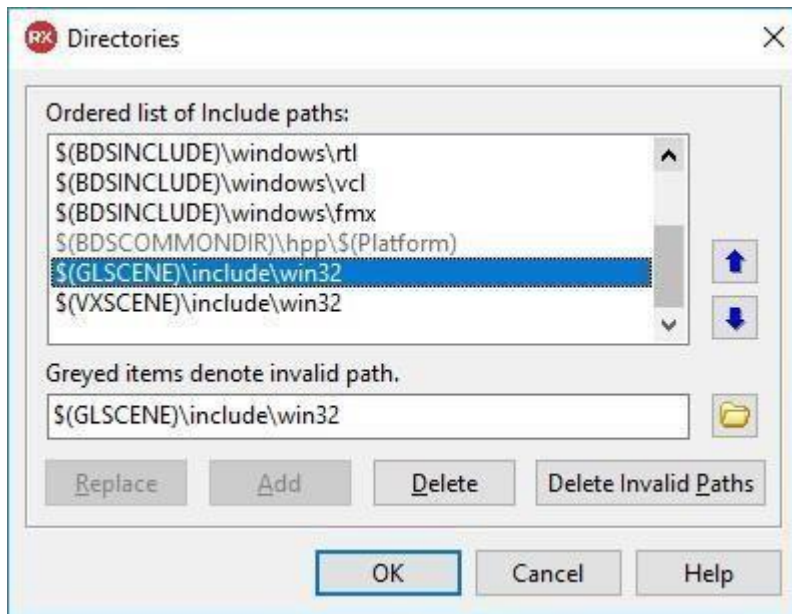 RX Directories
Ordered list of Include paths:
$(BDSINCLUDE)\windows\rtl
$(BDSINCLUDE)\windows\vcl
$(BDSINCLUDE)\windows\fmx
$(BDSCOMMONDIR)\hpp\$(Platform)
$(GLSCENE)\include\win32
$(VXSCENE)\include\win32
Greyed items denote invalid path.
$(GLSCENE)\include\win32
Replace Add Delete Delete Invalid Paths
OK Cancel Help